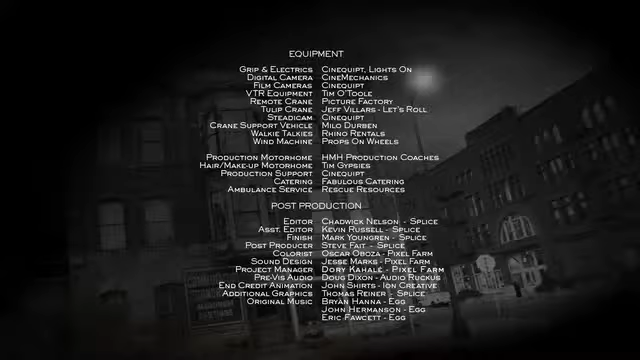 EQUIPMENT
GRIP & ELECTRICS CINEQUIPT, LIGHTS ON
DIGITAL CAMERA CINEMECHANICS
FILM CAMERAS CINEQUIPT
VTR EQUIPMENT TIM O'TOOLE
REMOTE CRANE PICTURE FACTORY
TULIP CRANE JEFF VILLARS - LET'S ROLL
STEADICAM CINEQUIPT
CRANE SUPPORT VEHICLE MILO DURBEN
WALKIE TALKIES RHINO RENTALS
WIND MACHINE PROPS ON WHEELS
PRODUCTION MOTORHOME HMH PRODUCTION COACHES
HAIR/MAKE-UP MOTORHOME TIM GYPSIES
PRODUCTION SUPPORT CINEQUIPT
CATERING FABULOUS CATERING
AMBULANCE SERVICE RESCUE RESOURCES
POST PRODUCTION
EDITOR CHADWICK NELSON - SPLICE
ASST. EDITOR KEVIN RUSSELL - SPLICE
FINISH MARK YOUNGREN - SPLICE
POST PRODUCER STEVE FAIT - SPLICE
COLORIST OSCAR OBOZA - PIXEL FARM
SOUND DESIGN JESSE MARKS - PIXEL FARM
PROJECT MANAGER DORY KAHALE - PIXEL FARM
PRE-VIS AUDIO DOUG DIXON - AUDIO RUCKUS
END CREDIT ANIMATION JOHN SHIRTS - ION CREATIVE
ADDITIONAL GRAPHICS THOMAS REINER - SPLICE
ORIGINAL MUSIC BRYAN HANNA - EGG
JOHN HERMANSON - EGG
ERIC FAWCETT - EGG